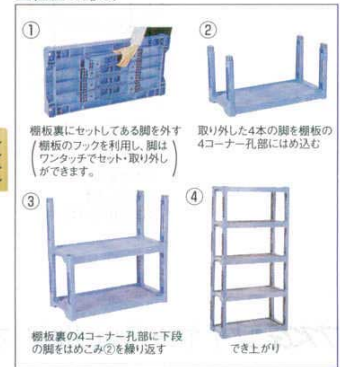 ①
棚板裏にセットしてある脚を外す
(棚板のフックを利用し、脚は
ワンタッチでセット・取り外し
ができます。)
②
取り外した4本の脚を棚板の
4コーナー孔部にはめ込む
③
棚板裏の4コーナー孔部に下段
の脚をはめこみ②を繰り返す
④
でき上がり